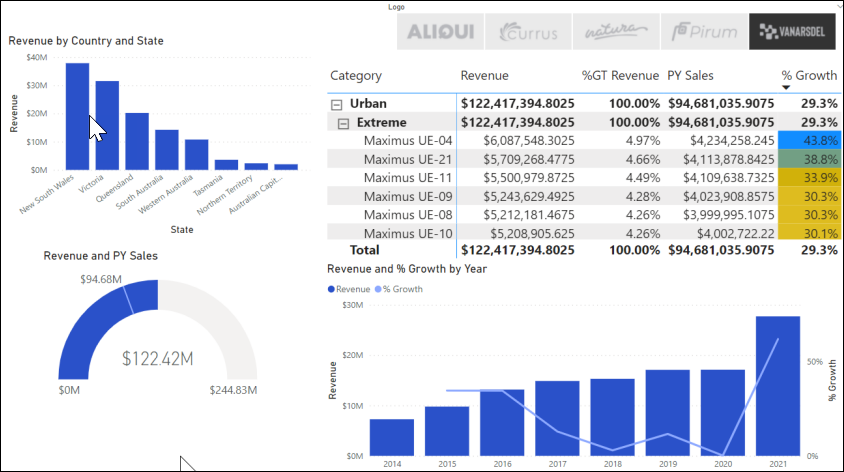 Logo
ALIQUI Currus natura Pirum VANARSDEL
Revenue by Country and State
$40M
$30M
$20M
$10M
$0M
Revenue
New South Wales
Victoria
Queensland
South Australia
Western Australia
Tasmania
Northern Territory
Australian Capit...
State
Category Revenue %GT Revenue PY Sales % Growth
Urban $122,417,394.8025 100.00% $94,681,035.9075 29.3%
Extreme $122,417,394.8025 100.00% $94,681,035.9075 29.3%
Maximus UE-04 $6,087,548.3025 4.97% $4,234,258.245 43.8%
Maximus UE-21 $5,709,268.4775 4.66% $4,113,878.8425 38.8%
Maximus UE-11 $5,500,979.8725 4.49% $4,109,638.7325 33.9%
Maximus UE-09 $5,243,629.4925 4.28% $4,023,908.8575 30.3%
Maximus UE-08 $5,212,181.4675 4.26% $3,999,995.1075 30.3%
Maximus UE-10 $5,208,905.625 4.26% $4,002,722.22 30.1%
Total $122,417,394.8025 100.00% $94,681,035.9075 29.3%
Revenue and PY Sales
$94.68M
$122.42M
$0M $244.83M
Revenue and % Growth by Year
Revenue % Growth
$30M
$20M
$10M
$0M
Revenue
50%
0%
% Growth
2014 2015 2016 2017 2018 2019 2020 2021